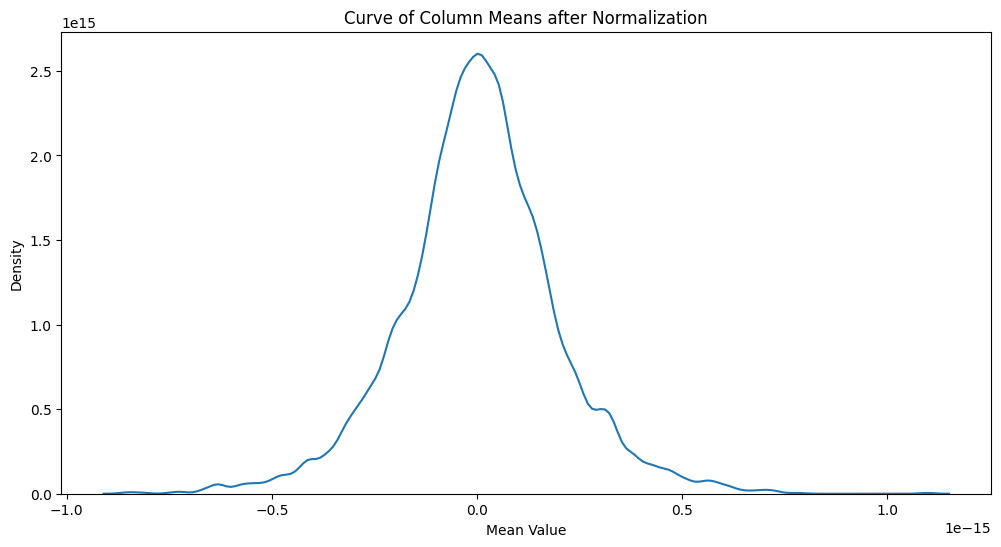 Curve of Column Means after Normalization
1e15
2.5
2.0
1.5
1.0
0.5
0.0
Density
−1.0 −0.5 0.0 0.5 1.0
1e−15
Mean Value